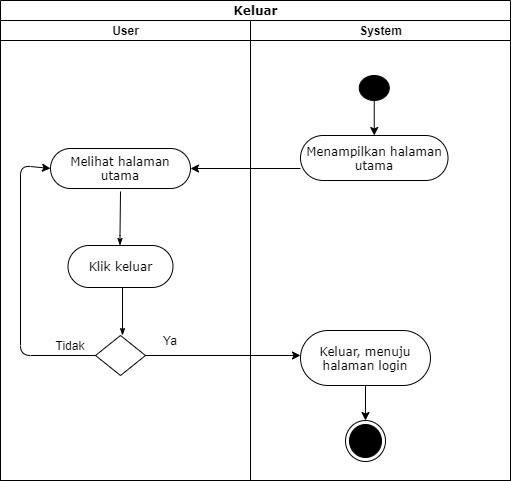 Keluar
User
System
Menampilkan halaman
utama
Melihat halaman
utama
Klik keluar
Tidak
Ya
Keluar, menuju
halaman login